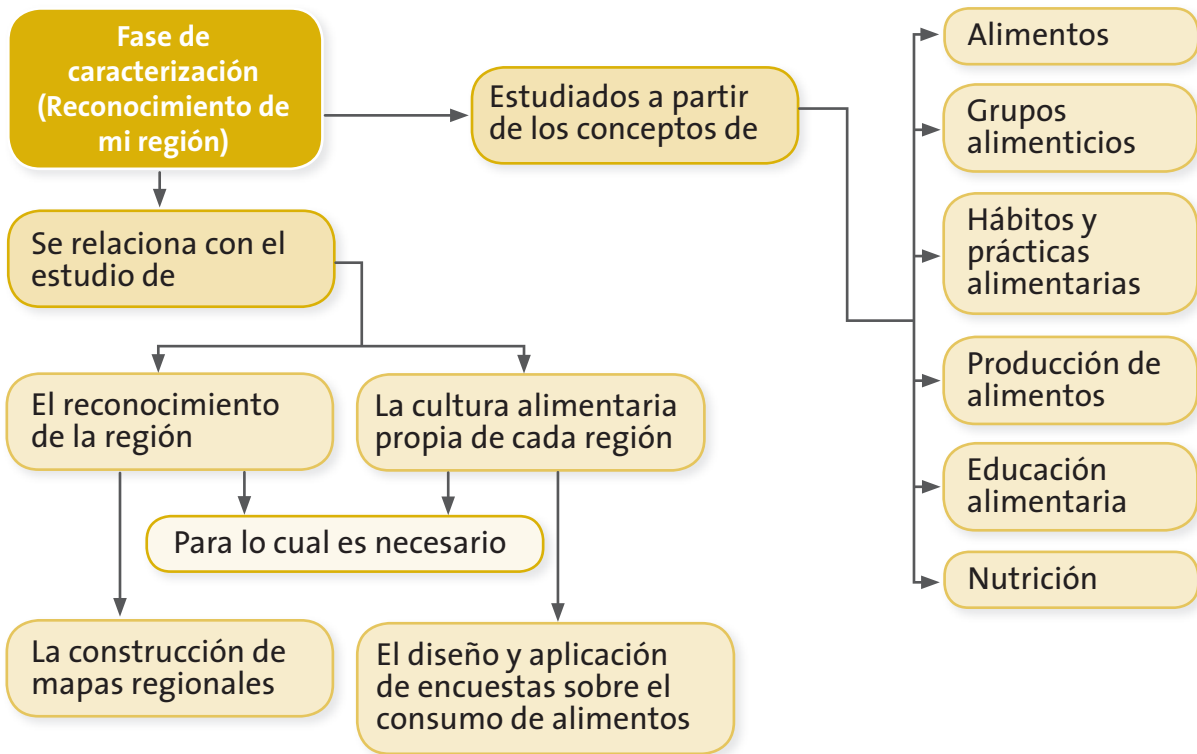 Fase de
caracterización
(Reconocimiento de
mi región)
Estudiados a partir
de los conceptos de
Alimentos
Grupos
alimenticios
Hábitos y
prácticas
alimentarias
Producción de
alimentos
Educación
alimentaria
Nutrición
Se relaciona con el
estudio de
El reconocimiento
de la región
La cultura alimentaria
propia de cada región
Para lo cual es necesario
La construcción de
mapas regionales
El diseño y aplicación
de encuestas sobre el
consumo de alimentos